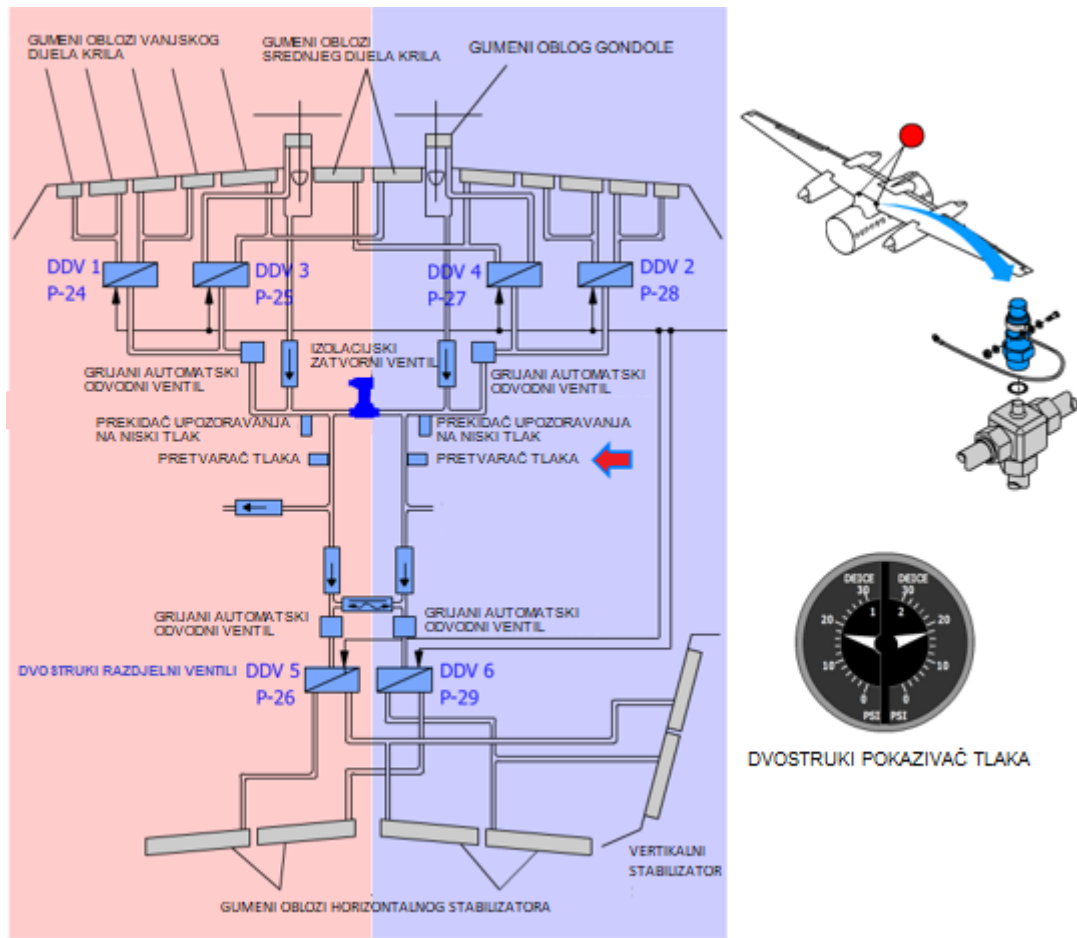 GUMENI OBLOZI VANJSKOG
DIJELA KRILA
GUMENI OBLOZI
SREDNJEG DIJELA KRILA
GUMENI OBLOG GONDOLE
DDV 1
P-24
DDV 3
P-25
DDV 4
P-27
DDV 2
P-28
IZOLACIJSKI
ZATVORNI VENTIL
GRIJANI AUTOMATSKI
ODVODNI VENTIL
GRIJANI AUTOMATSKI
ODVODNI VENTIL
PREKIDAČ UPOZORAVANJA
NA NISKI TLAK
PREKIDAČ UPOZORAVANJA
NA NISKI TLAK
PRETVARAČ TLAKA
PRETVARAČ TLAKA
GRIJANI AUTOMATSKI
ODVODNI VENTIL
GRIJANI AUTOMATSKI
ODVODNI VENTIL
DVOSTRUKI RAZDJELNI VENTILI
DDV 5
P-26
DDV 6
P-29
VERTIKALNI
STABILIZATOR
GUMENI OBLOZI HORIZONTALNOG STABILIZATORA
DEICE DEICE
30 30
1 2
20 20
10 10
0 0
PSI PSI
DVOSTRUKI POKAZIVAČ TLAKA